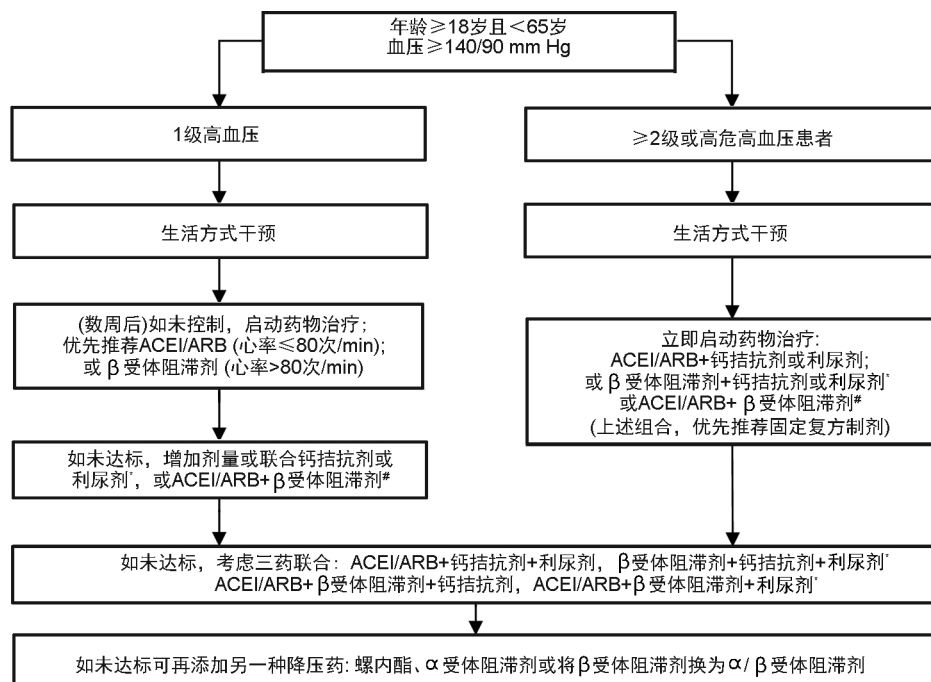 年龄≥18岁且<65岁
血压≥140/90 mm Hg
1级高血压
≥2级或高危高血压患者
生活方式干预
生活方式干预
(数周后)如未控制，启动药物治疗；
优先推荐ACEI/ARB (心率≤80次/min);
或β受体阻滞剂 (心率>80次/min)
立即启动药物治疗:
ACEI/ARB+钙拮抗剂或利尿剂;
或β受体阻滞剂+钙拮抗剂或利尿剂*
或ACEI/ARB+ β受体阻滞剂#
(上述组合，优先推荐固定复方制剂)
如未达标，增加剂量或联合钙拮抗剂或
利尿剂*，或ACEI/ARB+β受体阻滞剂#
如未达标，考虑三药联合：ACEI/ARB+钙拮抗剂+利尿剂，β受体阻滞剂+钙拮抗剂+利尿剂*
ACEI/ARB+β受体阻滞剂+钙拮抗剂，ACEI/ARB+β受体阻滞剂+利尿剂*
如未达标可再添加另一种降压药: 螺内酯、α受体阻滞剂或将β受体阻滞剂换为α/β受体阻滞剂